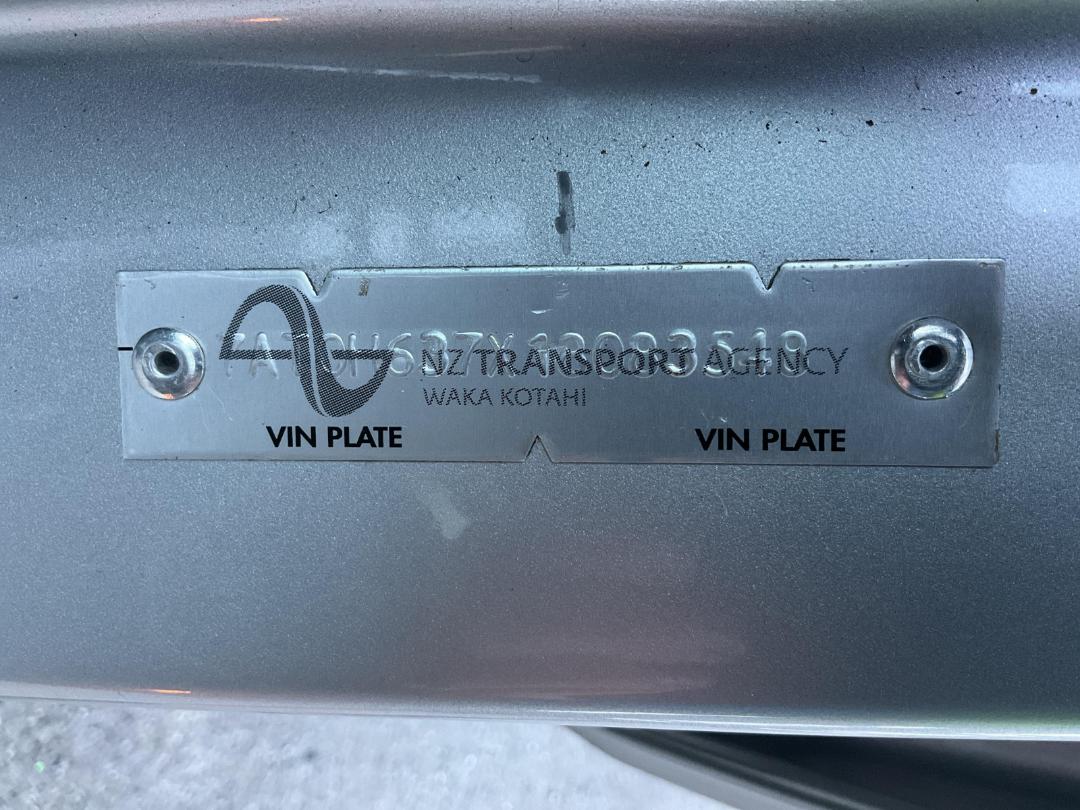 NZ TRANSPORT AGENCY
WAKA KOTAHI
VIN PLATE VIN PLATE